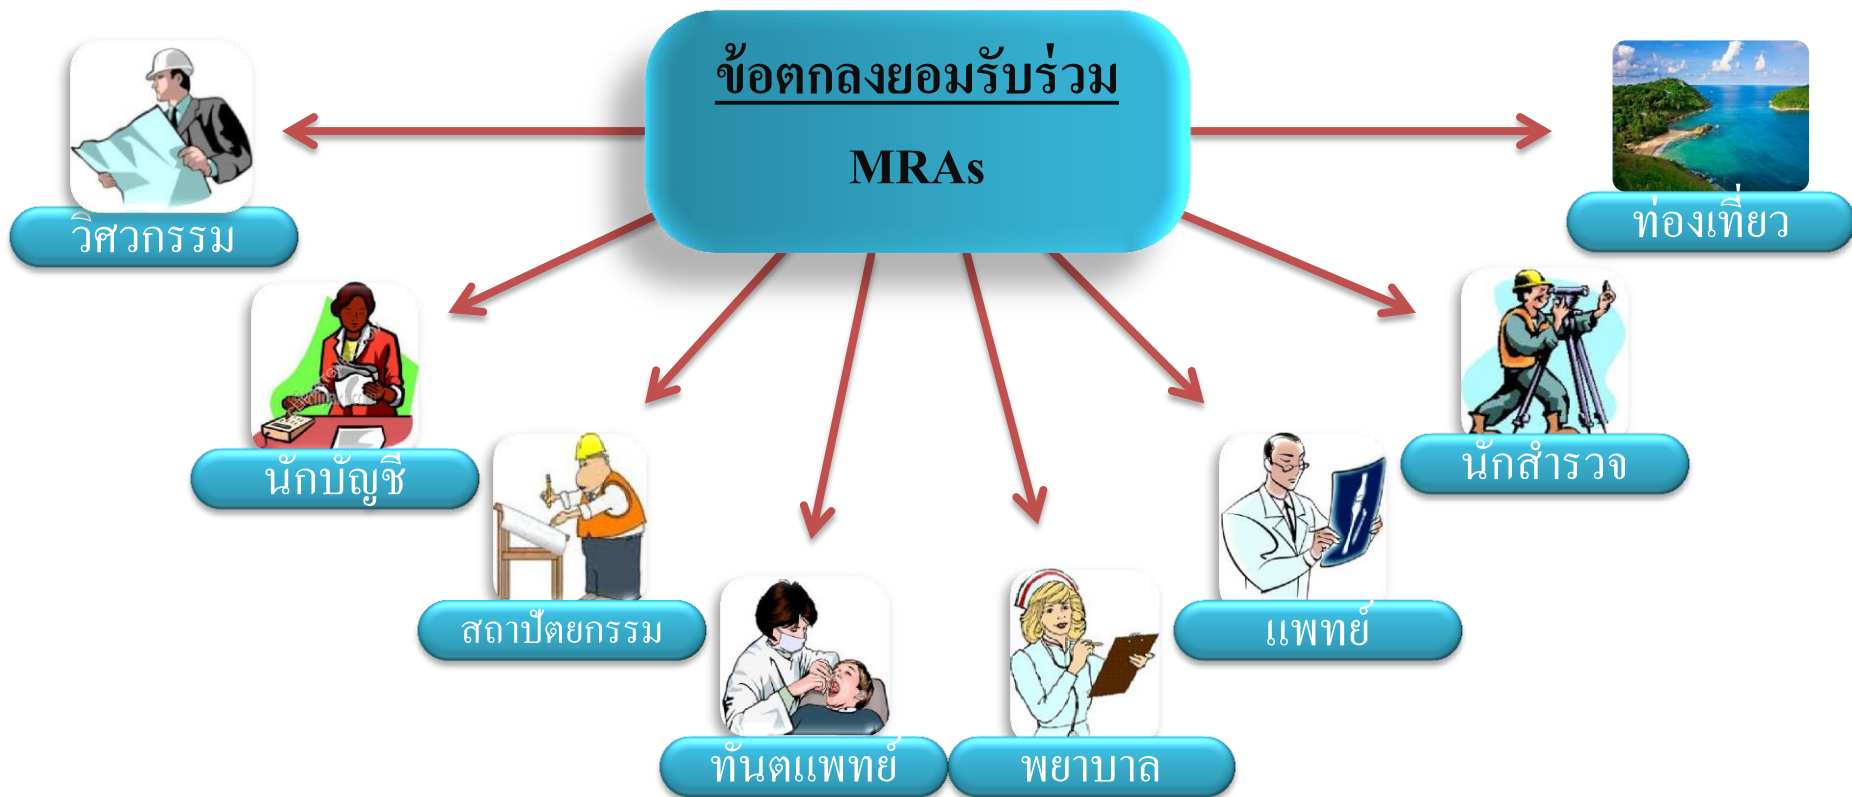 ข้อตกลงยอมรับร่วม
MRAs
วิศวกรรม
ท่องเที่ยว
นักบัญชี
นักสำรวจ
สถาปัตยกรรม
แพทย์
ทันตแพทย์
พยาบาล